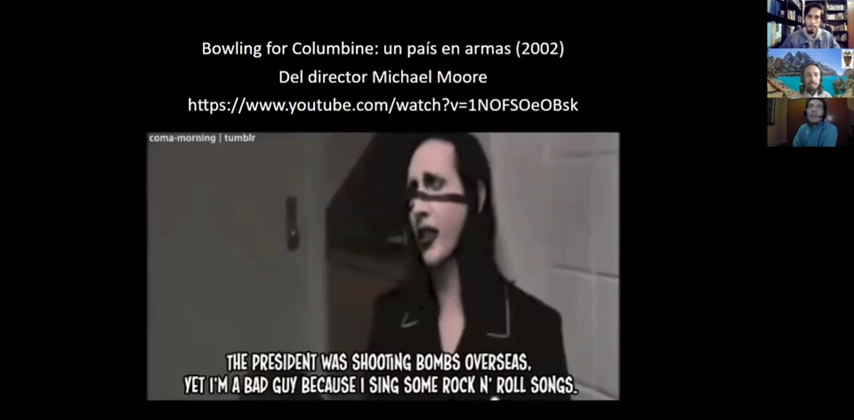 Bowling for Columbine: un país en armas (2002)
Del director Michael Moore
https://www.youtube.com/watch?v=1NOFSOeOBsk
coma-morning | tumblr
THE PRESIDENT WAS SHOOTING BOMBS OVERSEAS,
YET I'M A BAD GUY BECAUSE I SING SOME ROCK N' ROLL SONGS.